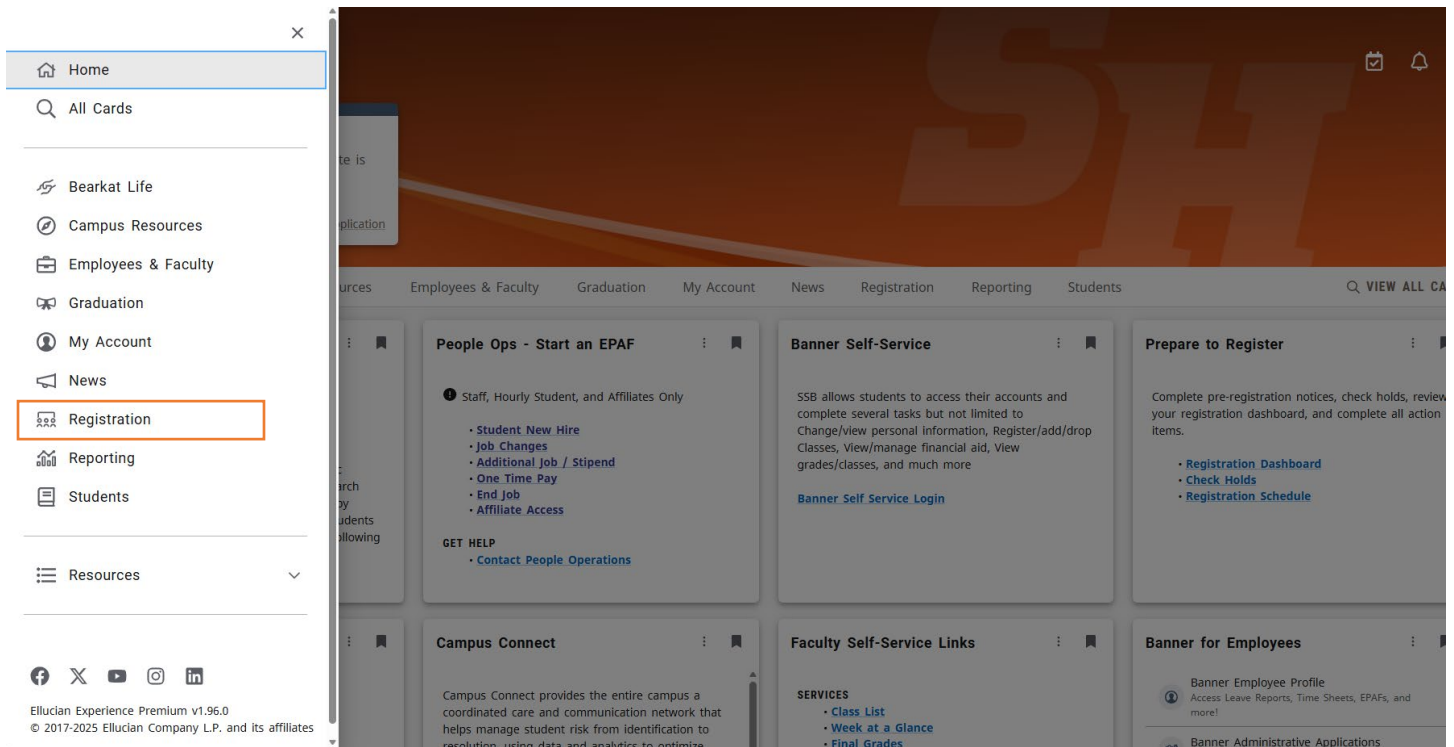 Home
All Cards
Bearkat Life
Campus Resources
Employees & Faculty
Graduation
My Account
News
Registration
Reporting
Students
Resources
Ellucian Experience Premium v1.96.0
© 2017-2025 Ellucian Company L.P. and its affiliates
SH
te is
plication
urces
Employees & Faculty
Graduation
My Account
News
Registration
Reporting
Students
VIEW ALL CA
arch
by
udents
ollowing
People Ops - Start an EPAF
Staff, Hourly Student, and Affiliates Only
• Student New Hire
• Job Changes
• Additional Job / Stipend
• One Time Pay
• End Job
• Affiliate Access
GET HELP
• Contact People Operations
Banner Self-Service
SSB allows students to access their accounts and
complete several tasks but not limited to
Change/view personal information, Register/add/drop
Classes, View/manage financial aid, View
grades/classes, and much more
Banner Self Service Login
Prepare to Register
Complete pre-registration notices, check holds, review
your registration dashboard, and complete all action
items.
• Registration Dashboard
• Check Holds
• Registration Schedule
Campus Connect
Campus Connect provides the entire campus a
coordinated care and communication network that
helps manage student risk from identification to
resolution, using data and analytics to optimize
Faculty Self-Service Links
SERVICES
• Class List
• Week at a Glance
• Final Grades
Banner for Employees
Banner Employee Profile
Access Leave Reports, Time Sheets, EPAFs, and
more!
Banner Administrative Applications